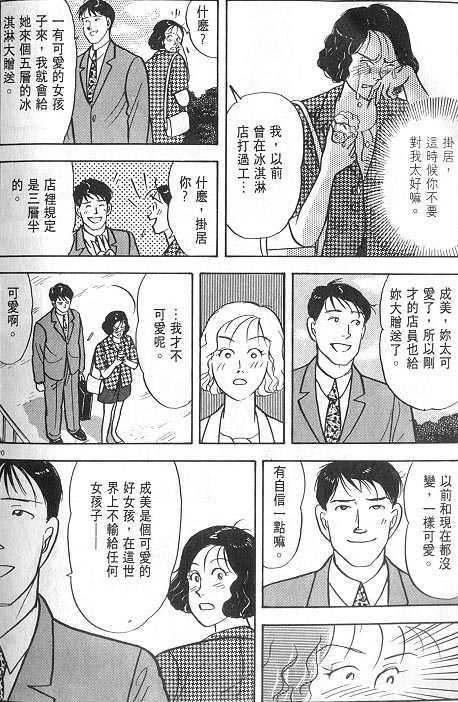 掛居，
這時候你不要
對我太好嘛。
我，以前
曾在冰淇淋
店打過工…
什麼？
一有可愛的女孩
子來，我就會給
她來個五層的冰
淇淋大贈送。
什麼，掛居
你？
店裡規定
是三層半
的。
成美，妳太可
愛了，所以剛
才的店員也給
妳大贈送了。
…我才不
可愛呢。
可愛啊。
以前和現在都沒
變，一樣可愛。
有自信
一點嘛。
成美是個可愛的
好女孩，在這世
界上不輸給任何
女孩子——